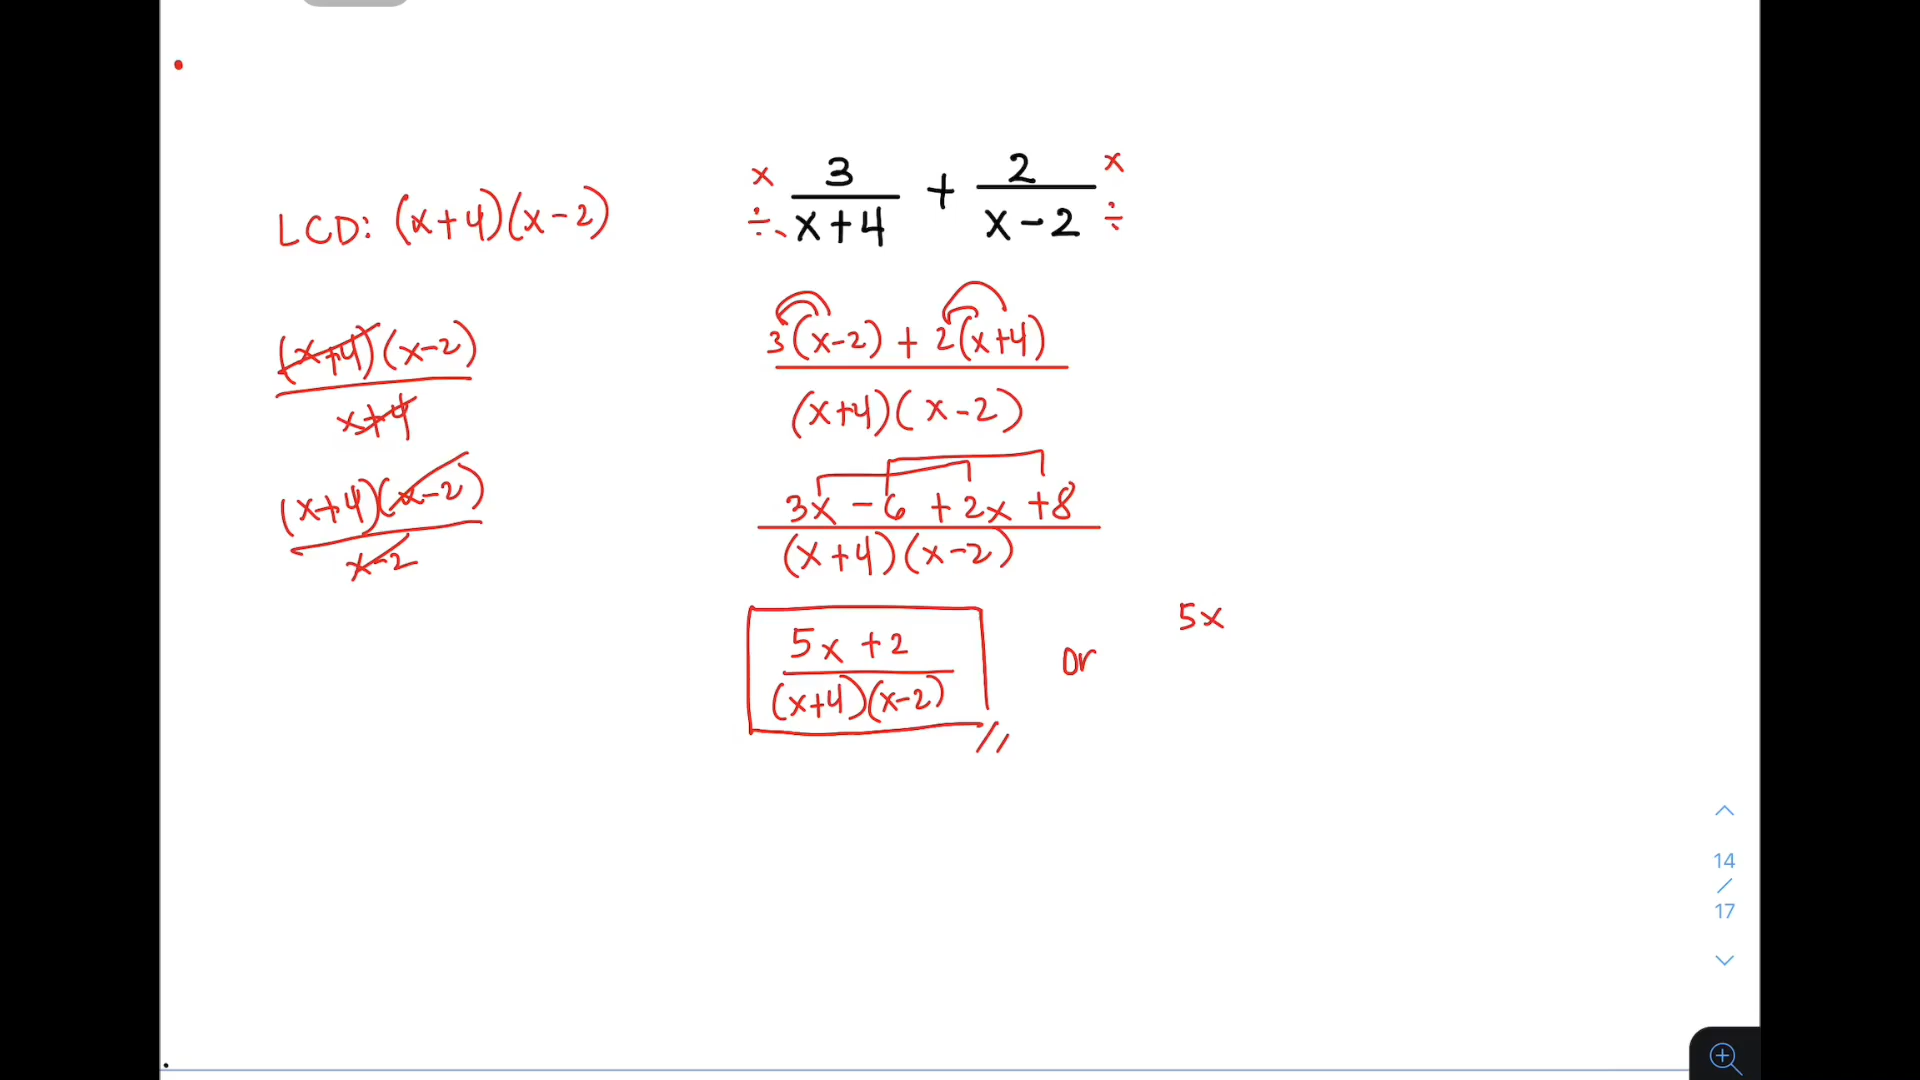 LCD: (x+4)(x-2)
x 3 + 2 x
÷ x+4 x-2 ÷
(x+4)(x-2)
x+4
(x+4)(x-2)
x-2
3(x-2) + 2(x+4)
(x+4)(x-2)
3x - 6 + 2x +8
(x+4)(x-2)
5x +2
(x+4)(x-2)
or
5x
14
/
17